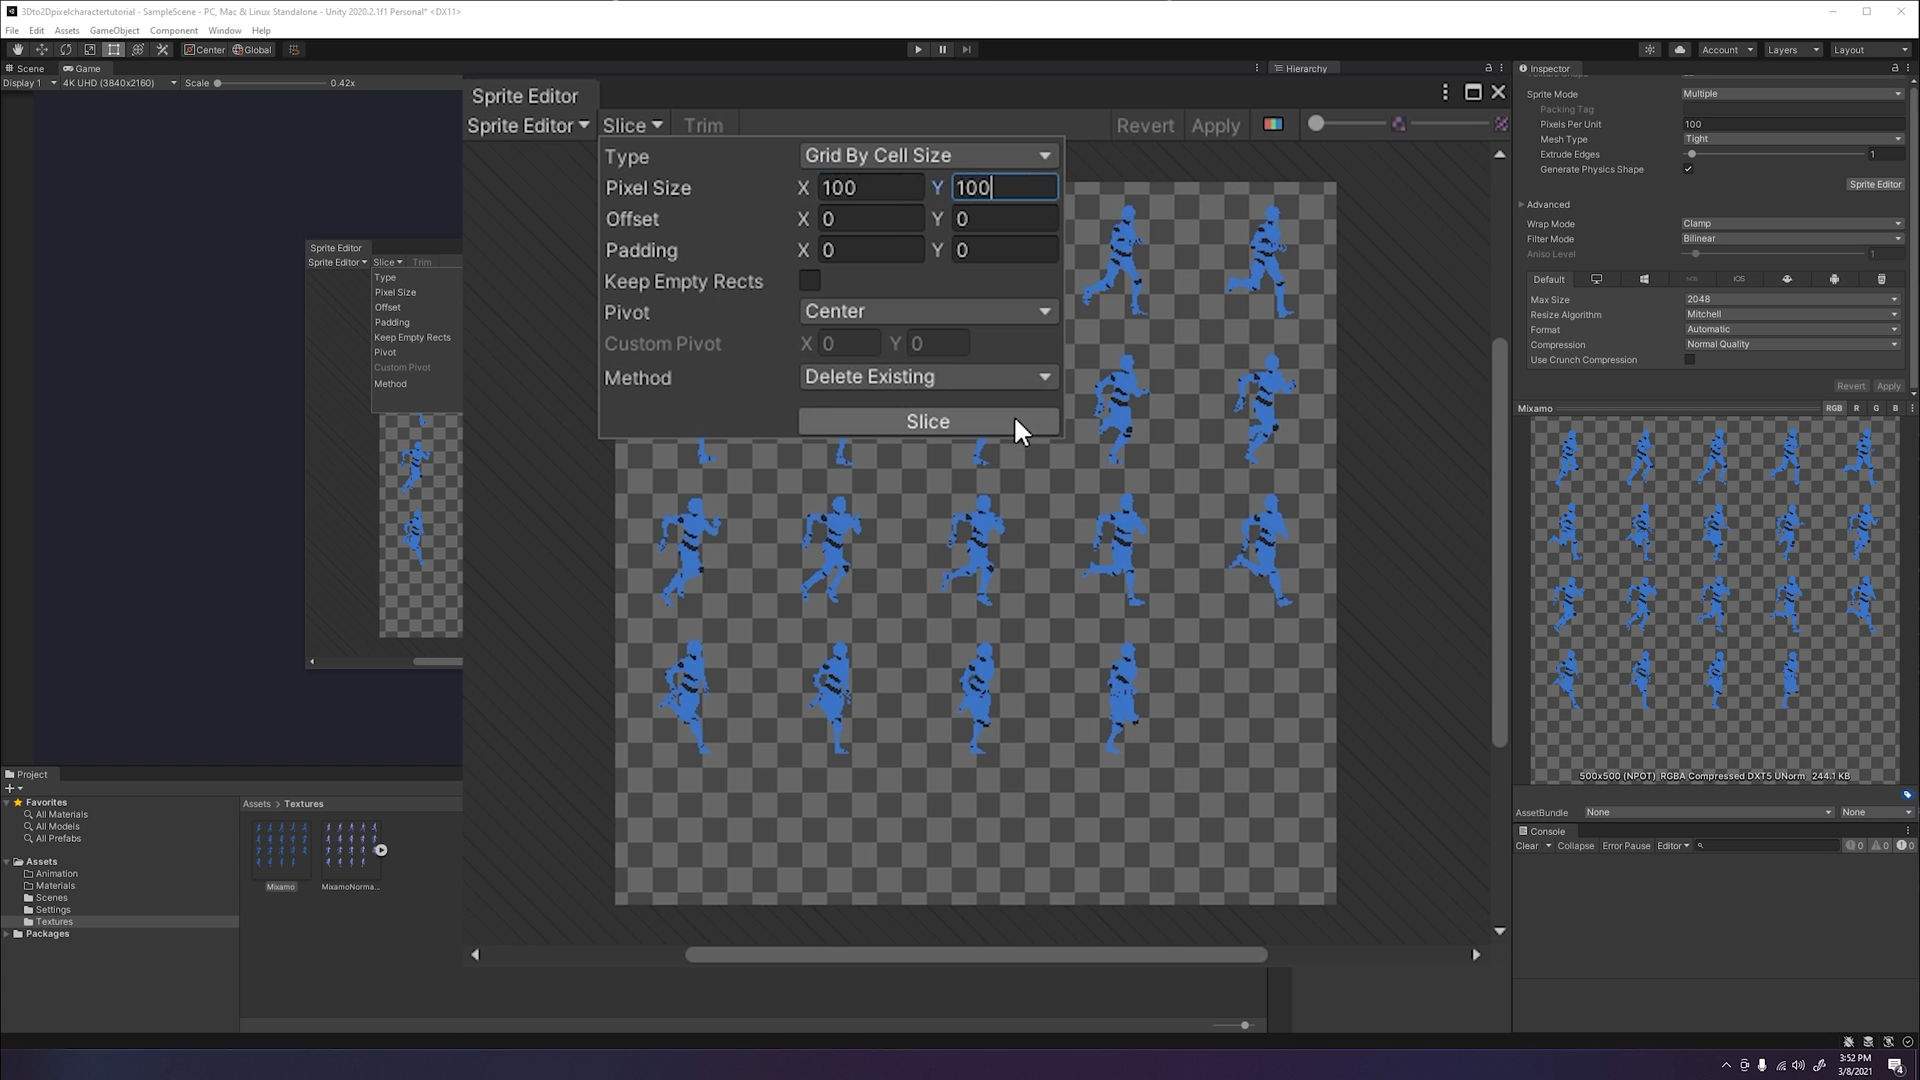 3Dto2Dpixelcharactertutorial - SampleScene - PC, Mac & Linux Standalone - Unity 2020.2.1f1 Personal* <DX11>
File Edit Assets GameObject Component Window Help
Center Global
Account Layers Layout
Scene Game
Display 1 4K UHD (3840x2160) Scale 0.42x
Hierarchy
Sprite Editor
Sprite Editor Slice Trim
Revert Apply
Type Grid By Cell Size
Pixel Size X 100 Y 100
Offset X 0 Y 0
Padding X 0 Y 0
Keep Empty Rects
Pivot Center
Custom Pivot X 0 Y 0
Method Delete Existing
Slice
Sprite Editor
Sprite Editor Slice Trim
Type
Pixel Size
Offset
Padding
Keep Empty Rects
Pivot
Custom Pivot
Method
Inspector
Sprite Mode Multiple
Packing Tag
Pixels Per Unit 100
Mesh Type Tight
Extrude Edges 1
Generate Physics Shape
Sprite Editor
Advanced
Wrap Mode Clamp
Filter Mode Bilinear
Aniso Level 1
Default iOS
Max Size 2048
Resize Algorithm Mitchell
Format Automatic
Compression Normal Quality
Use Crunch Compression
Revert Apply
Mixamo RGB R G B
500x500 (NPOT) RGBA Compressed DXT5 UNorm 244.1 KB
AssetBundle None None
Console
Clear Collapse Error Pause Editor 0 0 0
Project
Favorites
All Materials
All Models
All Prefabs
Assets
Animation
Materials
Scenes
Settings
Textures
Packages
Assets > Textures
Mixamo MixamoNorma...
3:52 PM
3/8/2021
4